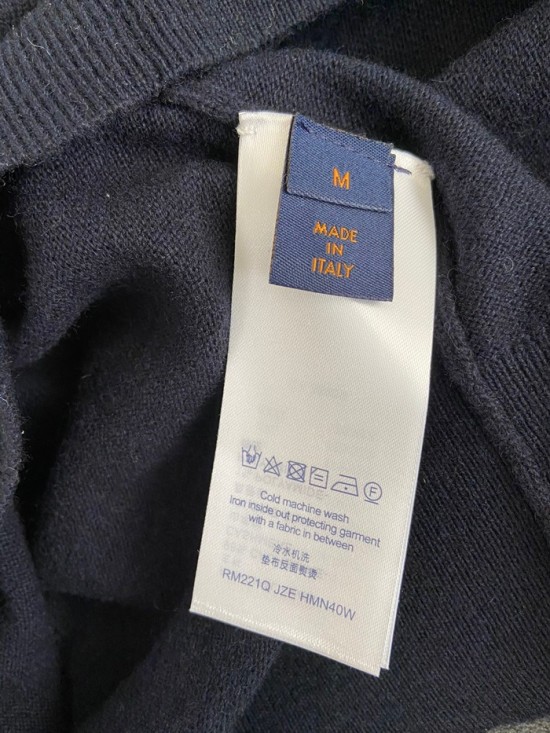 M
MADE
IN
ITALY
Cold machine wash
Iron inside out protecting garment
with a fabric in between
冷水机洗
垫布反面熨烫
RM221Q JZE HMN40W